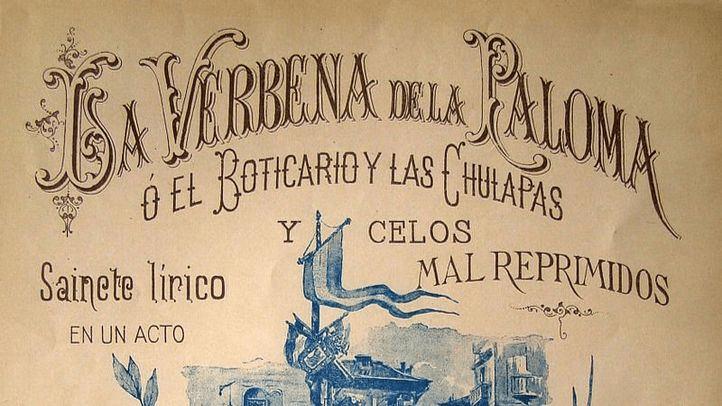 La Verbena de la Paloma
ó el Boticario y las Chulapas
y celos
mal reprimidos
Sainete lírico
EN UN ACTO